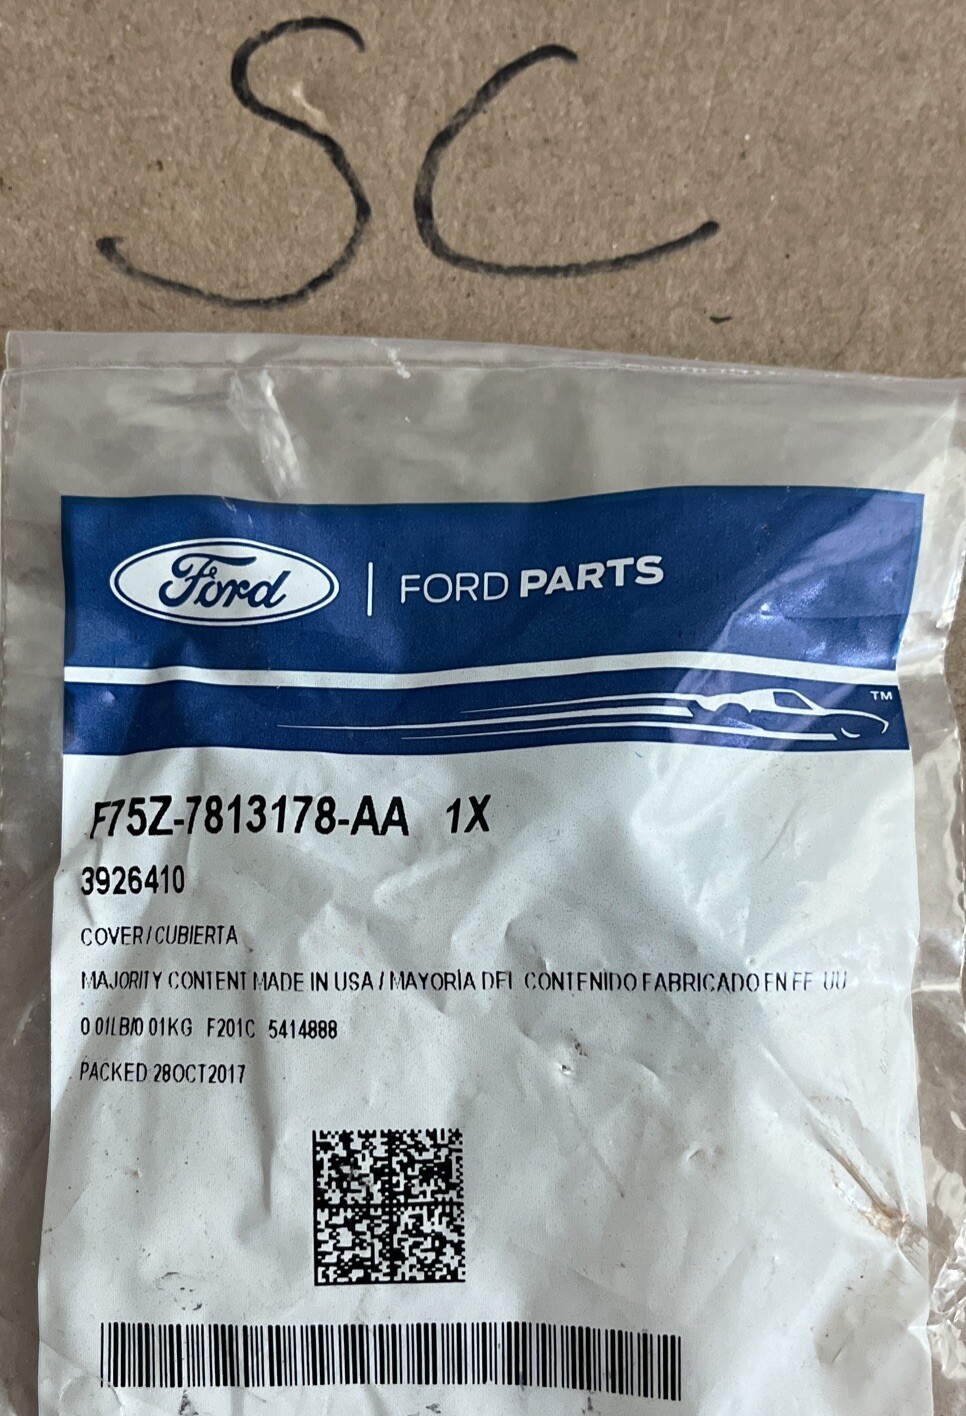 SC
Ford | FORD PARTS
TM
F75Z-7813178-AA 1X
3926410
COVER/CUBIERTA
MAJORITY CONTENT MADE IN USA / MAYORÍA DEL CONTENIDO FABRICADO EN EE UU
0.01LB/0.01KG F201C 5414888
PACKED 28OCT2017